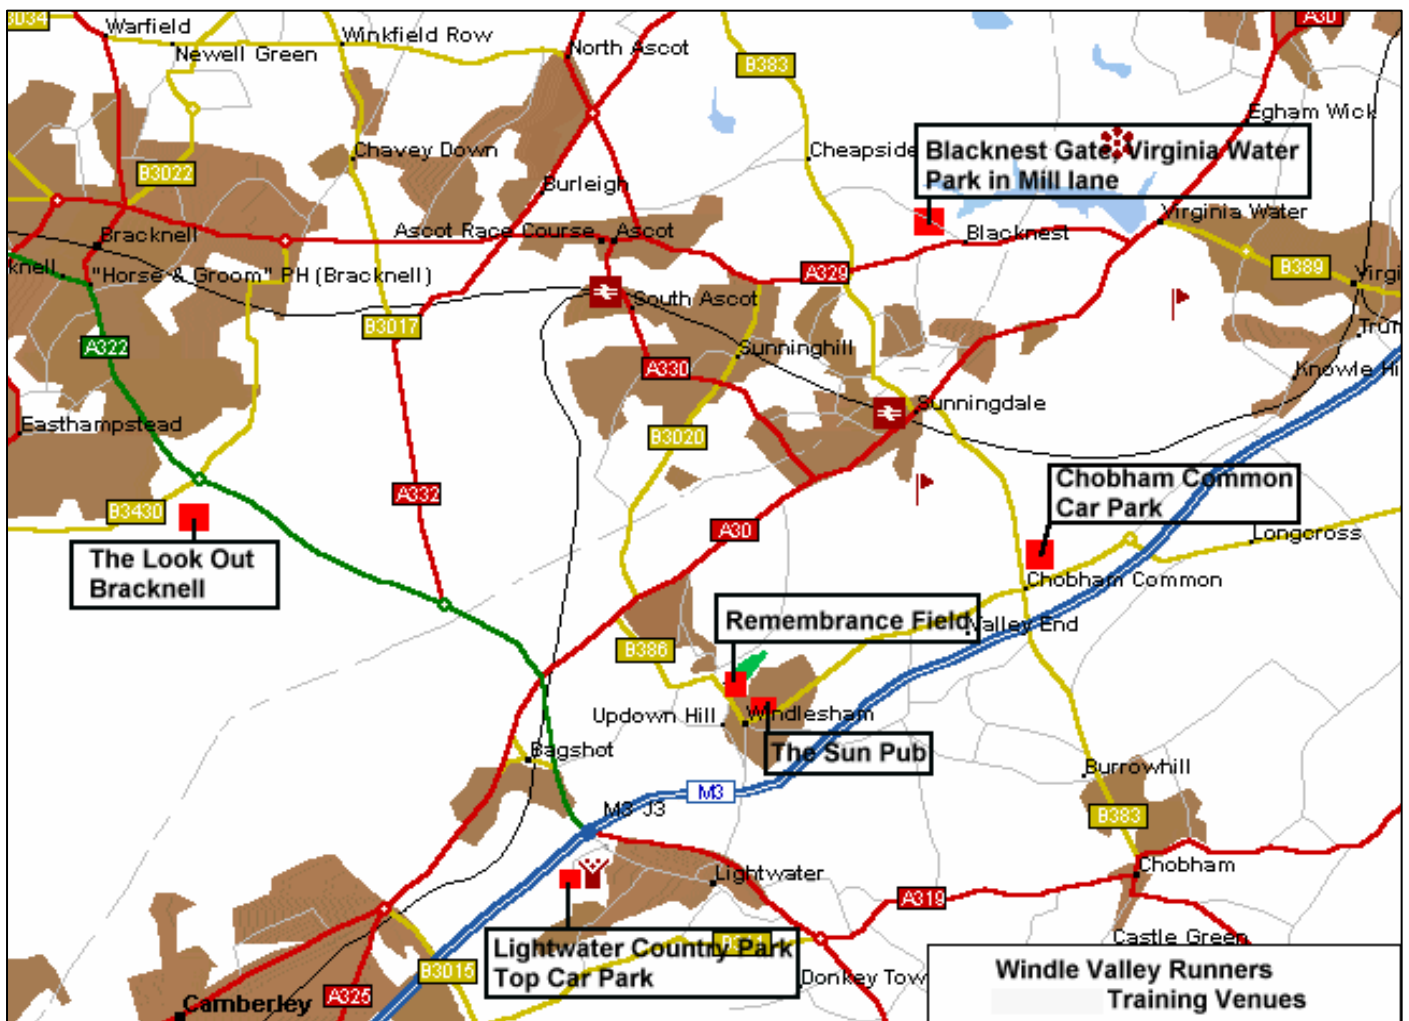 B3034
Warfield
Newell Green
Winkfield Row
North Ascot
B383
A30
Egham Wick
Chavey Down
B3022
Cheapside
Blacknest Gate, Virginia Water
Park in Mill lane
Burleigh
Virginia Water
Bracknell
Ascot Race Course
Ascot
Blacknest
knell
"Horse & Groom" PH (Bracknell)
A329
B389
Virgi
South Ascot
B3017
A322
Sunninghill
Trum
A330
Knowle Hi
Sunningdale
Easthampstead
B3020
A332
Chobham Common
Car Park
B3430
A30
Longcross
The Look Out
Bracknell
Chobham Common
Remembrance Field
Valley End
B386
Updown Hill
Windlesham
The Sun Pub
Bagshot
Burrowhill
M3
M3 J3
B383
Chobham
Lightwater
A319
Castle Green
Lightwater Country Park
Top Car Park
B3015
Donkey Tow
Windle Valley Runners
Training Venues
Camberley
A325